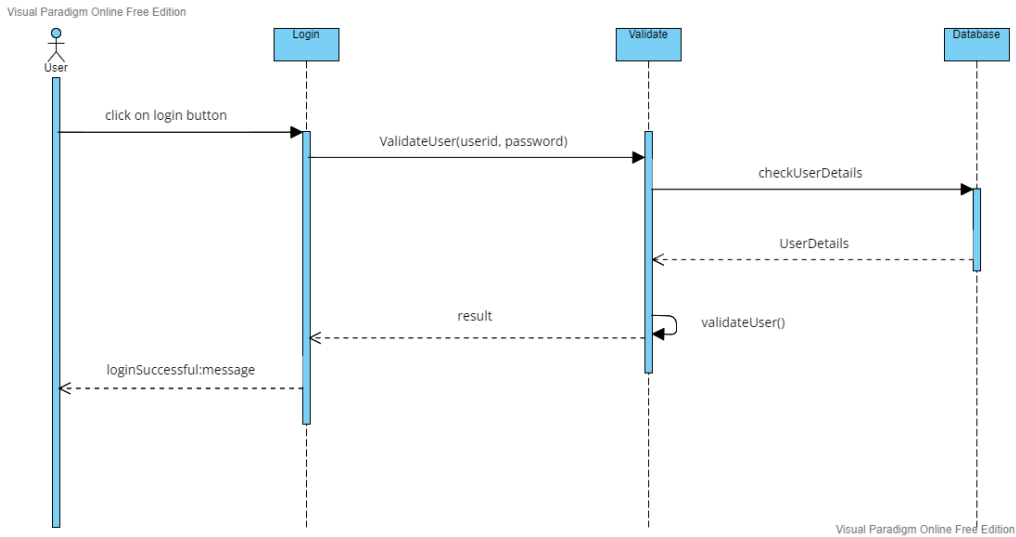 Visual Paradigm Online Free Edition
User
Login
Validate
Database
click on login button
ValidateUser(userid, password)
checkUserDetails
UserDetails
result
validateUser()
loginSuccessful:message
Visual Paradigm Online Free Edition